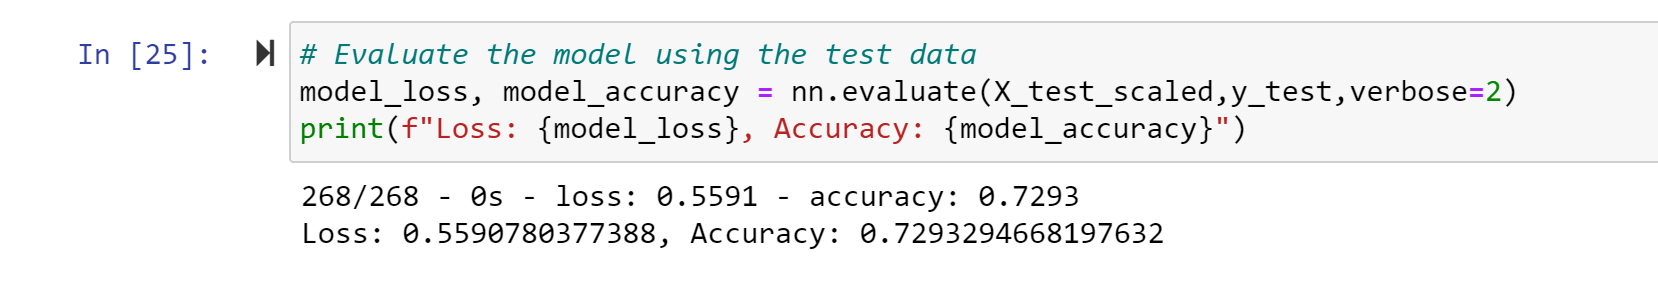 In [25]:
# Evaluate the model using the test data
model_loss, model_accuracy = nn.evaluate(X_test_scaled,y_test,verbose=2)
print(f"Loss: {model_loss}, Accuracy: {model_accuracy}")
268/268 - 0s - loss: 0.5591 - accuracy: 0.7293
Loss: 0.5590780377388, Accuracy: 0.7293294668197632